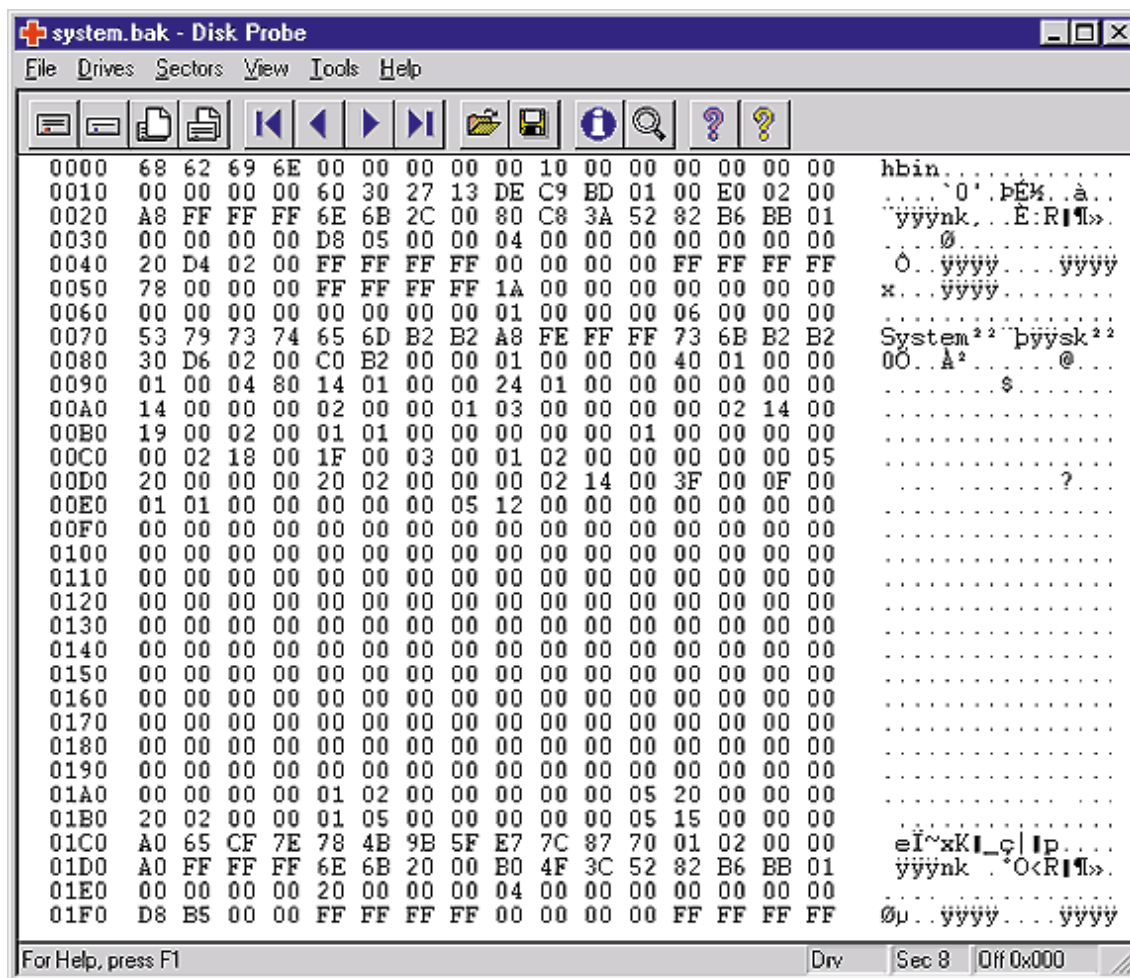 system.bak - Disk Probe
File Drives Sectors View Tools Help
0000 68 62 69 6E 00 00 00 00 00 10 00 00 00 00 00 00 hbin............
0010 00 00 00 00 60 30 27 13 DE C9 BD 01 00 E0 02 00 ....`0'.ÞÉ½..à..
0020 A8 FF FF FF 6E 6B 2C 00 80 C8 3A 52 82 B6 BB 01 ¨ÿÿÿnk,..È:R▌¶».
0030 00 00 00 00 D8 05 00 00 04 00 00 00 00 00 00 00 ....Ø...........
0040 20 D4 02 00 FF FF FF FF 00 00 00 00 FF FF FF FF Ô..ÿÿÿÿ....ÿÿÿÿ
0050 78 00 00 00 FF FF FF FF 1A 00 00 00 00 00 00 00 x...ÿÿÿÿ........
0060 00 00 00 00 00 00 00 00 01 00 00 00 06 00 00 00 ................
0070 53 79 73 74 65 6D B2 B2 A8 FE FF FF 73 6B B2 B2 System²²¨þÿÿsk²²
0080 30 D6 02 00 C0 B2 00 00 01 00 00 00 40 01 00 00 0Ö..À²......@...
0090 01 00 04 80 14 01 00 00 24 01 00 00 00 00 00 00 ........$.......
00A0 14 00 00 00 02 00 00 01 03 00 00 00 00 02 14 00 ................
00B0 19 00 02 00 01 01 00 00 00 00 00 01 00 00 00 00 ................
00C0 00 02 18 00 1F 00 03 00 01 02 00 00 00 00 00 05 ................
00D0 20 00 00 00 20 02 00 00 00 02 14 00 3F 00 0F 00 ... .......?...
00E0 01 01 00 00 00 00 00 05 12 00 00 00 00 00 00 00 ................
00F0 00 00 00 00 00 00 00 00 00 00 00 00 00 00 00 00 ................
0100 00 00 00 00 00 00 00 00 00 00 00 00 00 00 00 00 ................
0110 00 00 00 00 00 00 00 00 00 00 00 00 00 00 00 00 ................
0120 00 00 00 00 00 00 00 00 00 00 00 00 00 00 00 00 ................
0130 00 00 00 00 00 00 00 00 00 00 00 00 00 00 00 00 ................
0140 00 00 00 00 00 00 00 00 00 00 00 00 00 00 00 00 ................
0150 00 00 00 00 00 00 00 00 00 00 00 00 00 00 00 00 ................
0160 00 00 00 00 00 00 00 00 00 00 00 00 00 00 00 00 ................
0170 00 00 00 00 00 00 00 00 00 00 00 00 00 00 00 00 ................
0180 00 00 00 00 00 00 00 00 00 00 00 00 00 00 00 00 ................
0190 00 00 00 00 00 00 00 00 00 00 00 00 00 00 00 00 ................
01A0 00 00 00 00 01 02 00 00 00 00 00 05 20 00 00 00 ............ ...
01B0 20 02 00 00 01 05 00 00 00 00 00 05 15 00 00 00 ...............
01C0 A0 65 CF 7E 78 4B 9B 5F E7 7C 87 70 01 02 00 00 eÏ~xK▌_ç|▌p....
01D0 A0 FF FF FF 6E 6B 20 00 B0 4F 3C 52 82 B6 BB 01 ÿÿÿnk .°O<R▌¶».
01E0 00 00 00 00 20 00 00 00 04 00 00 00 00 00 00 00 .... ...........
01F0 D8 B5 00 00 FF FF FF FF 00 00 00 00 FF FF FF FF Øµ..ÿÿÿÿ....ÿÿÿÿ
For Help, press F1 Drv Sec 8 Off 0x000